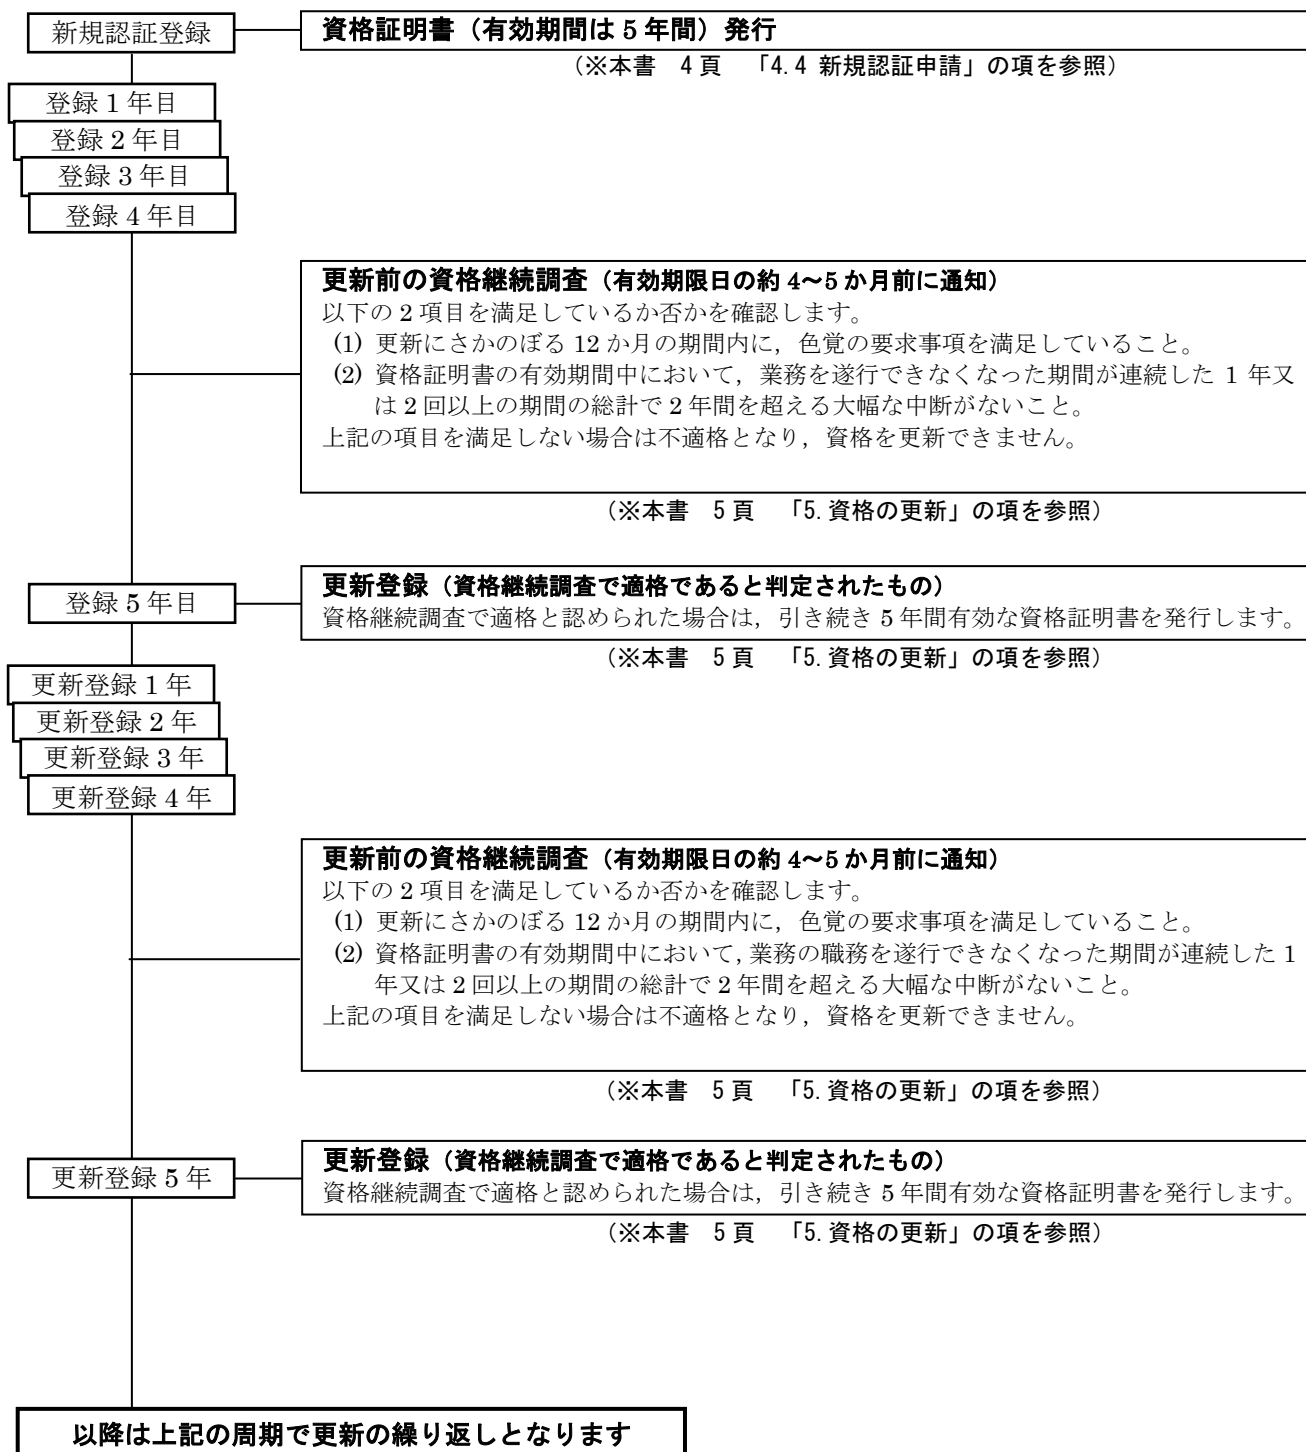 新規認証登録
資格証明書（有効期間は5年間）発行
（※本書　4頁　「4.4 新規認証申請」の項を参照）
登録1年目
登録2年目
登録3年目
登録4年目
更新前の資格継続調査（有効期限日の約4～5か月前に通知）
以下の2項目を満足しているか否かを確認します。
(1) 更新にさかのぼる12か月の期間内に，色覚の要求事項を満足していること。
(2) 資格証明書の有効期間中において，業務を遂行できなくなった期間が連続した1年又
は2回以上の期間の総計で2年間を超える大幅な中断がないこと。
上記の項目を満足しない場合は不適格となり，資格を更新できません。
（※本書　5頁　「5.資格の更新」の項を参照）
登録5年目
更新登録（資格継続調査で適格であると判定されたもの）
資格継続調査で適格と認められた場合は，引き続き5年間有効な資格証明書を発行します。
（※本書　5頁　「5.資格の更新」の項を参照）
更新登録1年
更新登録2年
更新登録3年
更新登録4年
更新前の資格継続調査（有効期限日の約4～5か月前に通知）
以下の2項目を満足しているか否かを確認します。
(1) 更新にさかのぼる12か月の期間内に，色覚の要求事項を満足していること。
(2) 資格証明書の有効期間中において，業務の職務を遂行できなくなった期間が連続した1
年又は2回以上の期間の総計で2年間を超える大幅な中断がないこと。
上記の項目を満足しない場合は不適格となり，資格を更新できません。
（※本書　5頁　「5.資格の更新」の項を参照）
更新登録5年
更新登録（資格継続調査で適格であると判定されたもの）
資格継続調査で適格と認められた場合は，引き続き5年間有効な資格証明書を発行します。
（※本書　5頁　「5.資格の更新」の項を参照）
以降は上記の周期で更新の繰り返しとなります